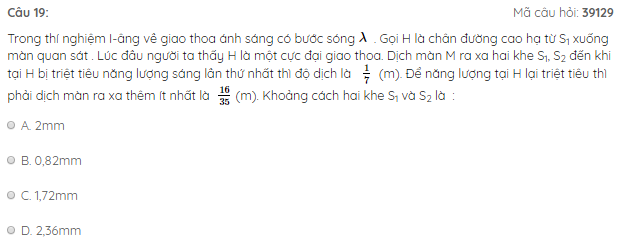 Câu 19: Mã câu hỏi: 39129
Trong thí nghiệm I-âng về giao thoa ánh sáng có bước sóng λ . Gọi H là chân đường cao hạ từ S₁ xuống
màn quan sát . Lúc đầu người ta thấy H là một cực đại giao thoa. Dịch màn M ra xa hai khe S₁, S₂ đến khi
tại H bị triệt tiêu năng lượng sáng lần thứ nhất thì độ dịch là 1/7 (m). Để năng lượng tại H lại triệt tiêu thì
phải dịch màn ra xa thêm ít nhất là 16/35 (m). Khoảng cách hai khe S₁ và S₂ là :
A. 2mm
B. 0,82mm
C. 1,72mm
D. 2,36mm